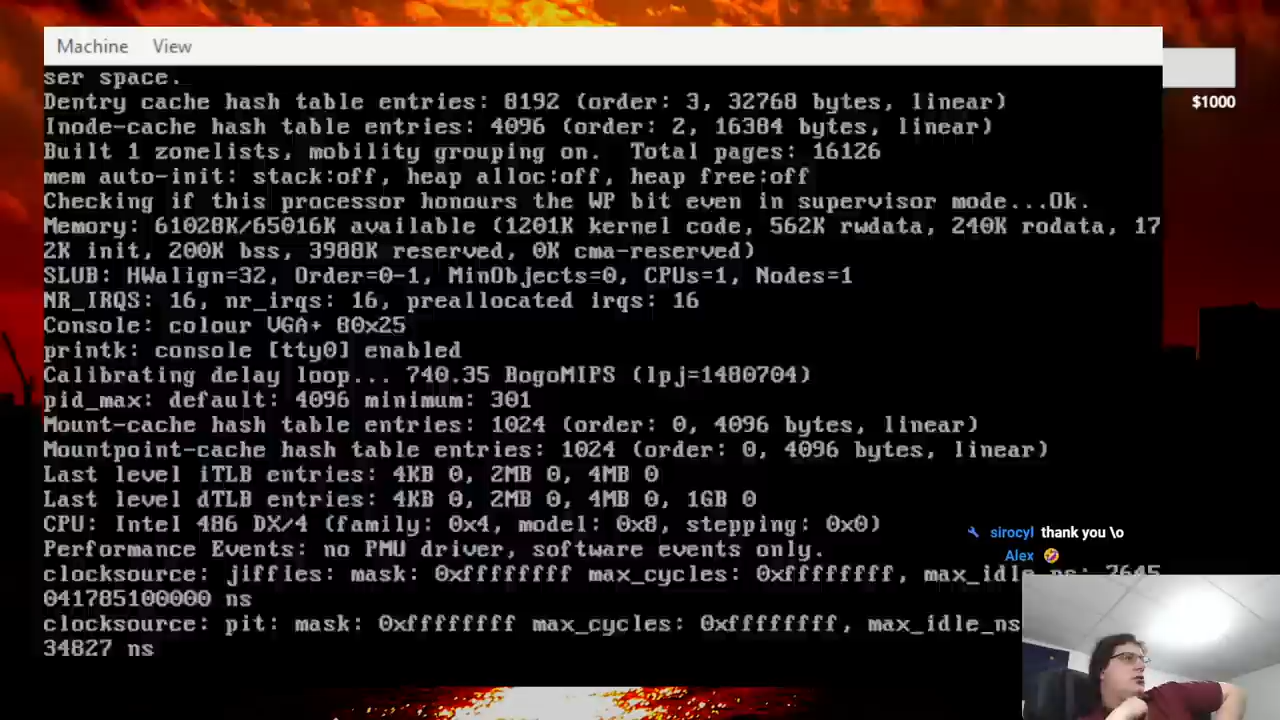 Machine View
ser space.
$1000
Dentry cache hash table entries: 8192 (order: 3, 32768 bytes, linear)
Inode-cache hash table entries: 4096 (order: 2, 16384 bytes, linear)
Built 1 zonelists, mobility grouping on.  Total pages: 16126
mem auto-init: stack:off, heap alloc:off, heap free:off
Checking if this processor honours the WP bit even in supervisor mode...Ok.
Memory: 61028K/65016K available (1201K kernel code, 562K rwdata, 240K rodata, 17
2K init, 200K bss, 3988K reserved, 0K cma-reserved)
SLUB: HWalign=32, Order=0-1, MinObjects=0, CPUs=1, Nodes=1
NR_IRQS: 16, nr_irqs: 16, preallocated irqs: 16
Console: colour VGA+ 80x25
printk: console [tty0] enabled
Calibrating delay loop... 740.35 BogoMIPS (lpj=1480704)
pid_max: default: 4096 minimum: 301
Mount-cache hash table entries: 1024 (order: 0, 4096 bytes, linear)
Mountpoint-cache hash table entries: 1024 (order: 0, 4096 bytes, linear)
Last level iTLB entries: 4KB 0, 2MB 0, 4MB 0
Last level dTLB entries: 4KB 0, 2MB 0, 4MB 0, 1GB 0
CPU: Intel 486 DX/4 (family: 0x4, model: 0x8, stepping: 0x0)
Performance Events: no PMU driver, software events only.
clocksource: jiffies: mask: 0xffffffff max_cycles: 0xffffffff, max_idle_ns: 2645
041785100000 ns
clocksource: pit: mask: 0xffffffff max_cycles: 0xffffffff, max_idle_ns
34827 ns
sirocyl thank you \o
Alex 🤣